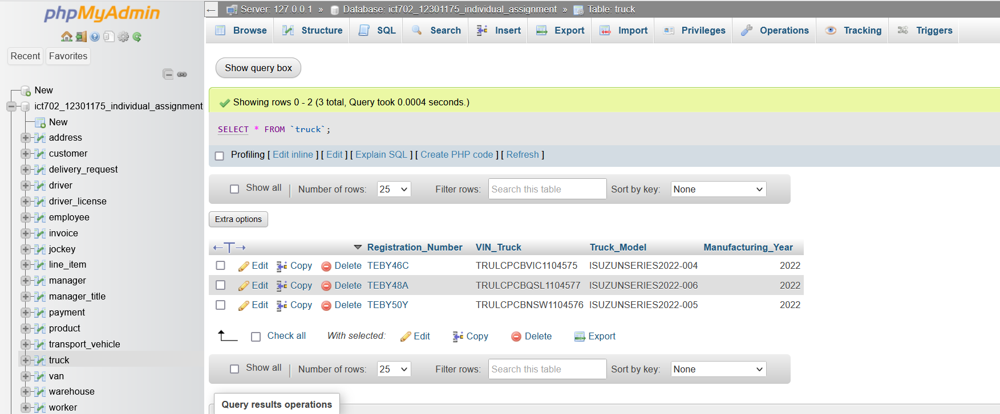 phpMyAdmin
Recent Favorites
New
ict702_12301175_individual_assignment
New
address
customer
delivery_request
driver
driver_license
employee
invoice
jockey
line_item
manager
manager_title
payment
product
transport_vehicle
truck
van
warehouse
worker
Server: 127.0.0.1 » Database: ict702_12301175_individual_assignment » Table: truck
Browse Structure SQL Search Insert Export Import Privileges Operations Tracking Triggers
Show query box
Showing rows 0 - 2 (3 total, Query took 0.0004 seconds.)
SELECT * FROM `truck`;
Profiling [ Edit inline ] [ Edit ] [ Explain SQL ] [ Create PHP code ] [ Refresh ]
Show all Number of rows: 25 Filter rows: Search this table Sort by key: None
Extra options
Registration_Number VIN_Truck Truck_Model Manufacturing_Year
Edit Copy Delete TEBY46C TRULCPCBVIC1104575 ISUZUNSERIES2022-004 2022
Edit Copy Delete TEBY48A TRULCPCBQSL1104577 ISUZUNSERIES2022-006 2022
Edit Copy Delete TEBY50Y TRULCPCBNSW1104576 ISUZUNSERIES2022-005 2022
Check all With selected: Edit Copy Delete Export
Show all Number of rows: 25 Filter rows: Search this table Sort by key: None
Query results operations